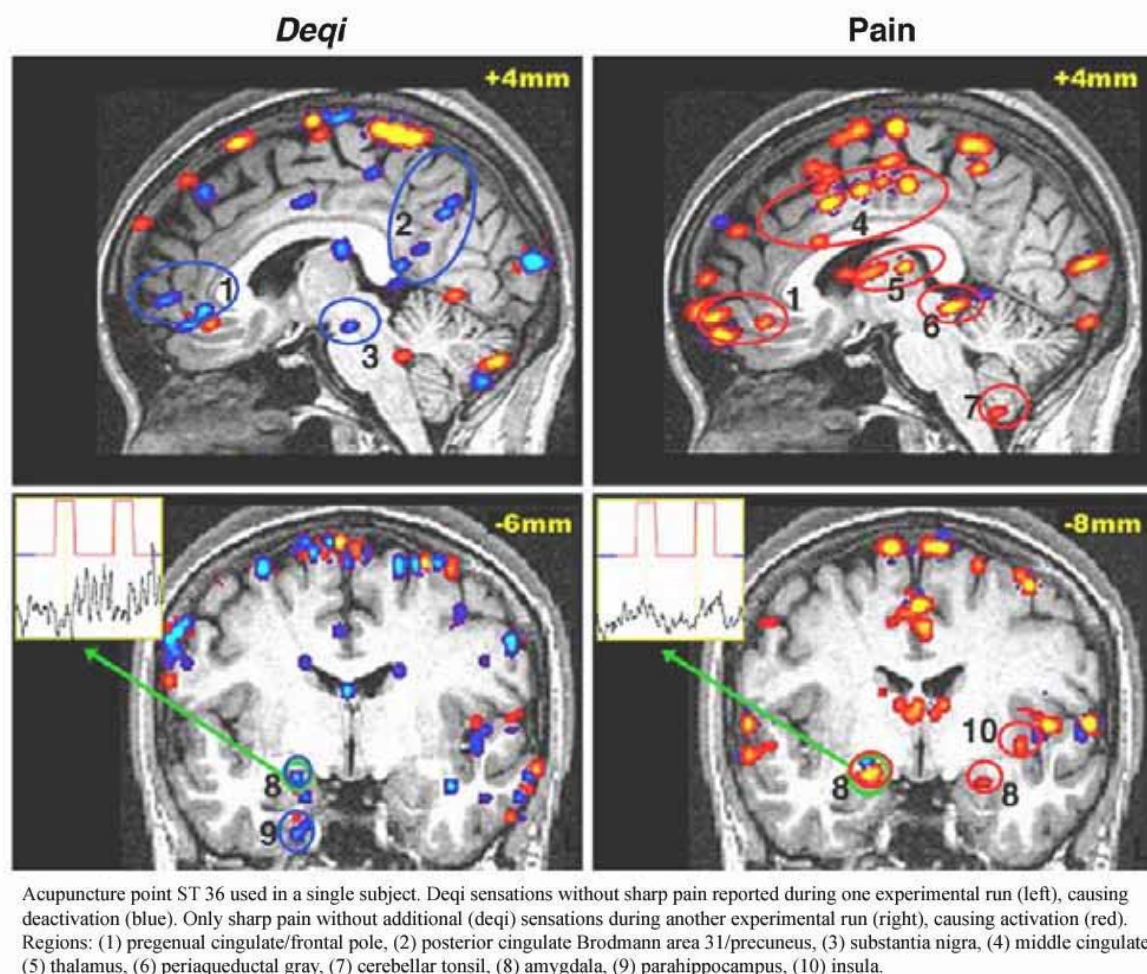 Deqi
Pain
+4mm
+4mm
1
2
3
4
1
5
6
7
-6mm
-8mm
8
9
10
8
8
Acupuncture point ST 36 used in a single subject. Deqi sensations without sharp pain reported during one experimental run (left), causing
deactivation (blue). Only sharp pain without additional (deqi) sensations during another experimental run (right), causing activation (red).
Regions: (1) pregenual cingulate/frontal pole, (2) posterior cingulate Brodmann area 31/precuneus, (3) substantia nigra, (4) middle cingulate
(5) thalamus, (6) periaqueductal gray, (7) cerebellar tonsil, (8) amygdala, (9) parahippocampus, (10) insula.